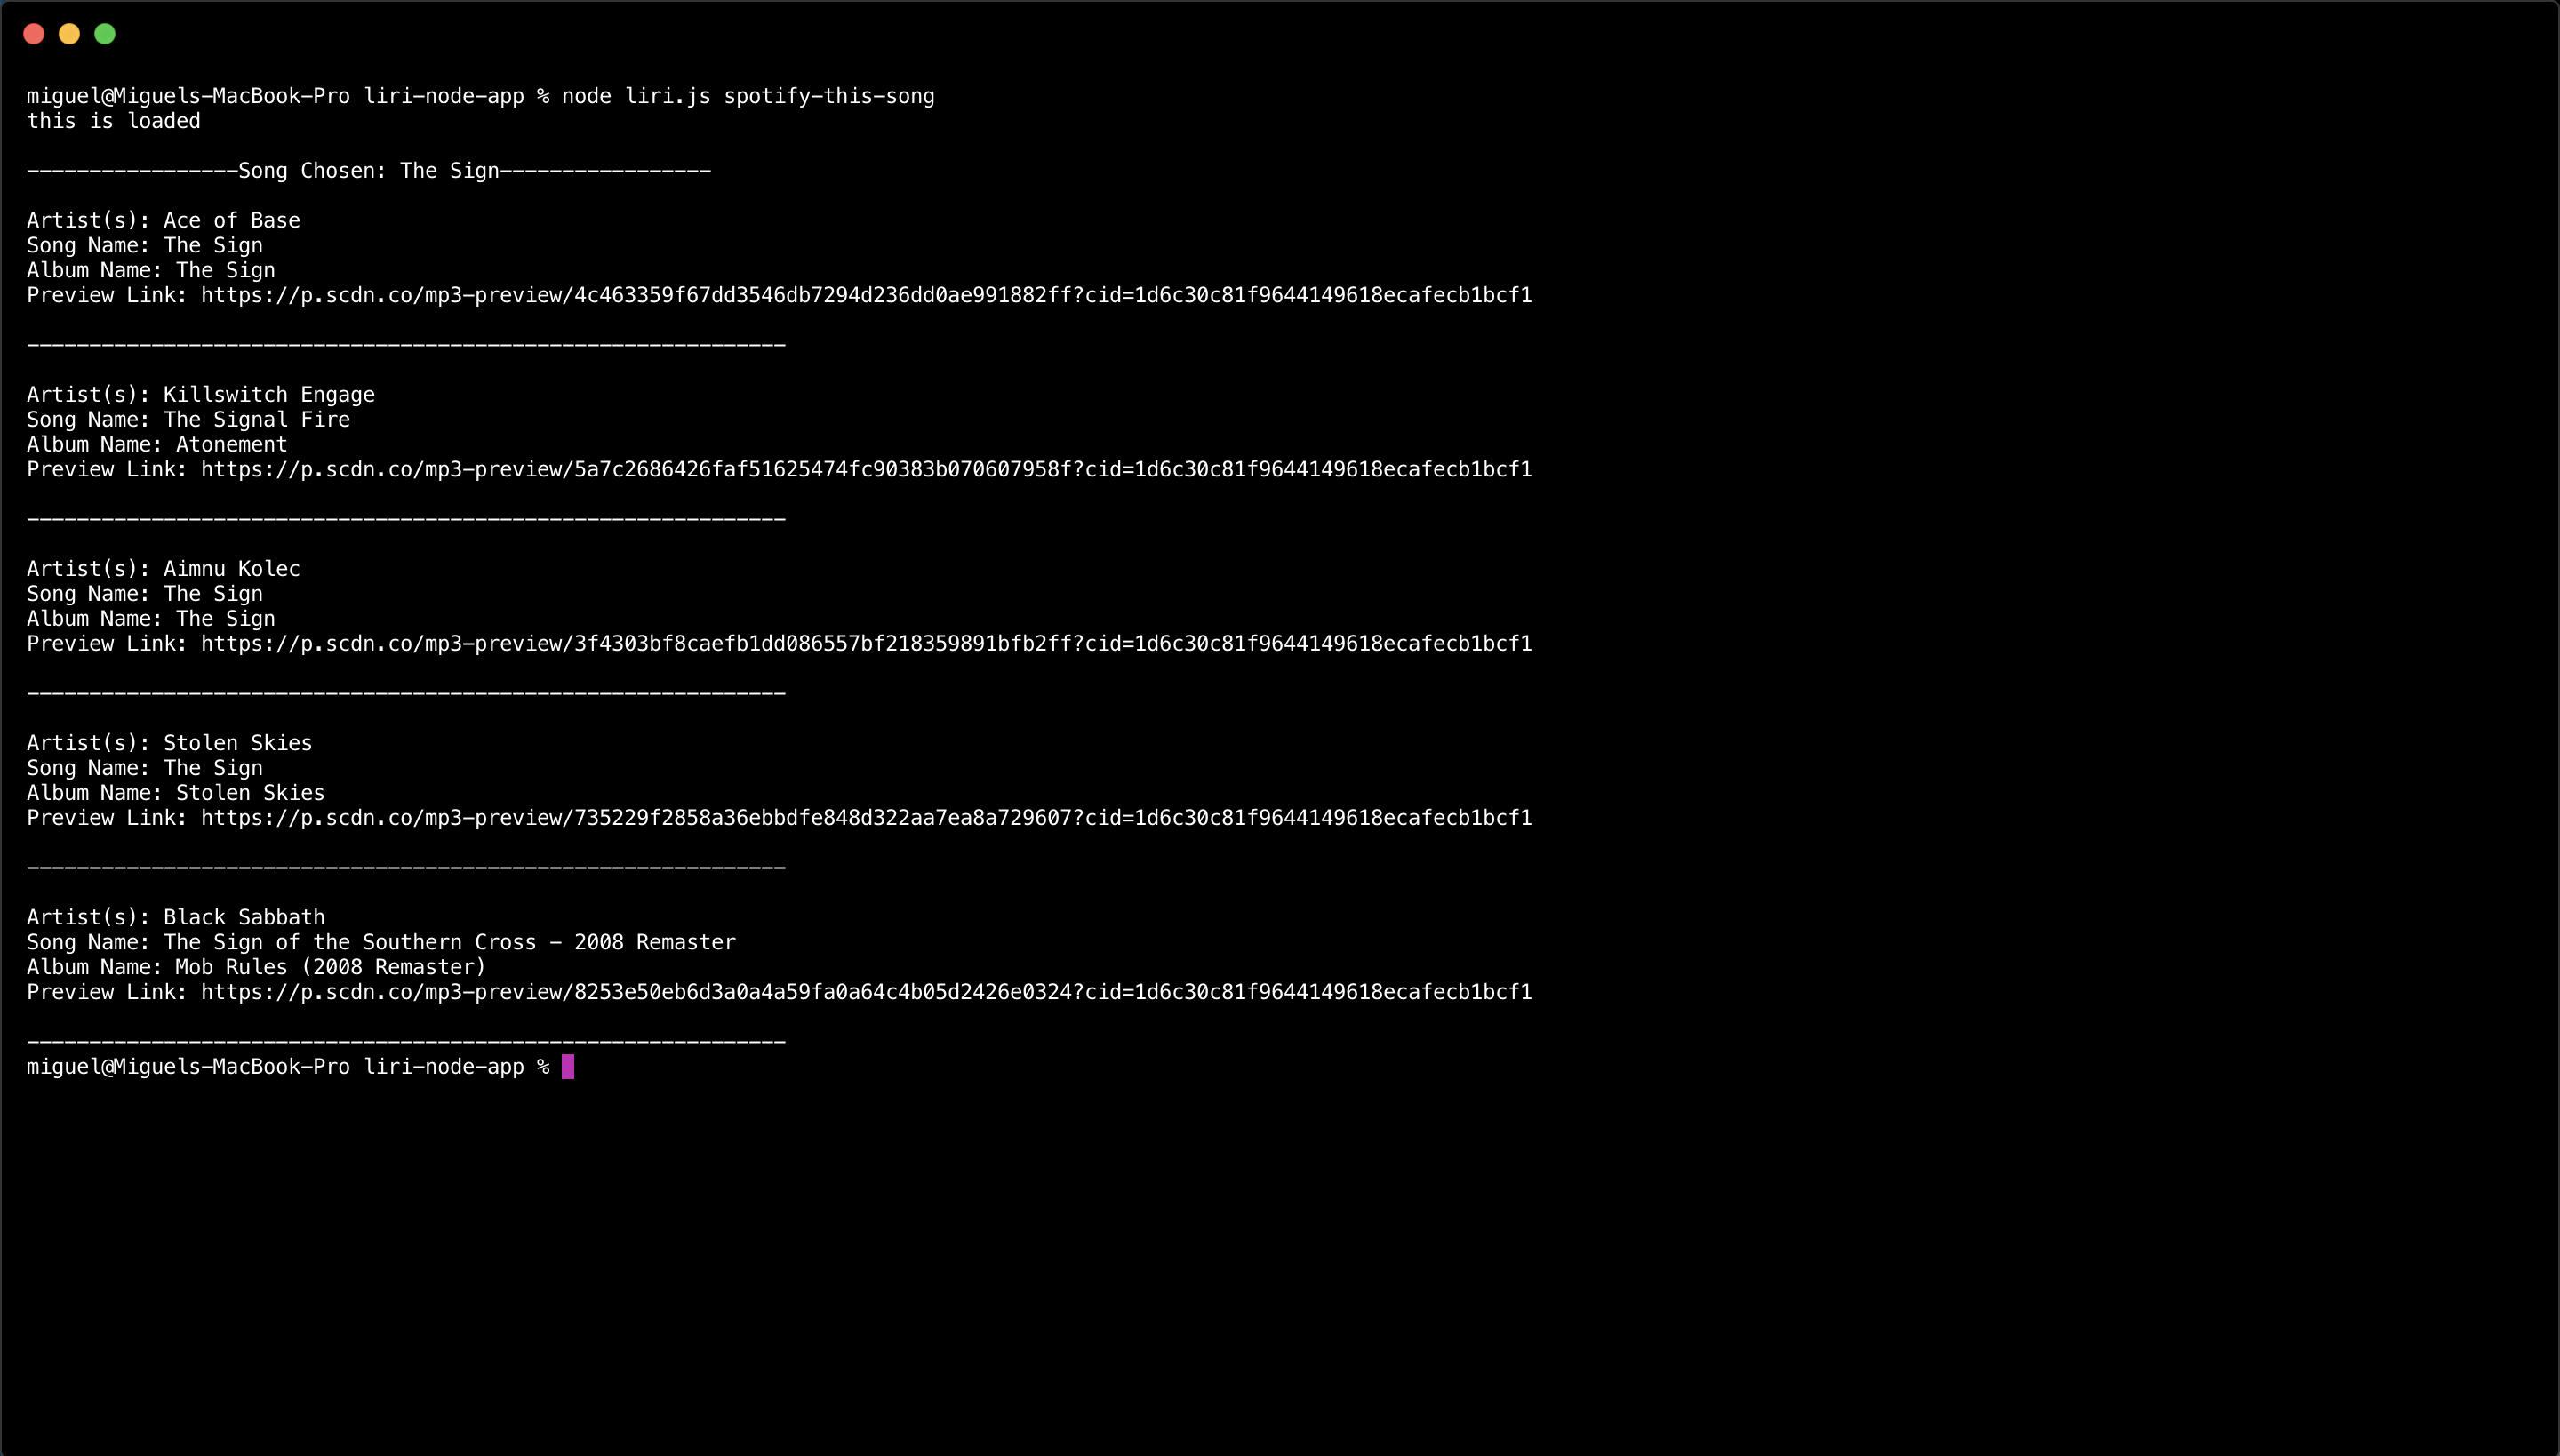 miguel@Miguels-MacBook-Pro liri-node-app % node liri.js spotify-this-song
this is loaded
-----------------Song Chosen: The Sign-----------------
Artist(s): Ace of Base
Song Name: The Sign
Album Name: The Sign
Preview Link: https://p.scdn.co/mp3-preview/4c463359f67dd3546db7294d236dd0ae991882ff?cid=1d6c30c81f9644149618ecafecb1bcf1
-------------------------------------------------------------
Artist(s): Killswitch Engage
Song Name: The Signal Fire
Album Name: Atonement
Preview Link: https://p.scdn.co/mp3-preview/5a7c2686426faf51625474fc90383b070607958f?cid=1d6c30c81f9644149618ecafecb1bcf1
-------------------------------------------------------------
Artist(s): Aimnu Kolec
Song Name: The Sign
Album Name: The Sign
Preview Link: https://p.scdn.co/mp3-preview/3f4303bf8caefb1dd086557bf218359891bfb2ff?cid=1d6c30c81f9644149618ecafecb1bcf1
-------------------------------------------------------------
Artist(s): Stolen Skies
Song Name: The Sign
Album Name: Stolen Skies
Preview Link: https://p.scdn.co/mp3-preview/735229f2858a36ebbdfe848d322aa7ea8a729607?cid=1d6c30c81f9644149618ecafecb1bcf1
-------------------------------------------------------------
Artist(s): Black Sabbath
Song Name: The Sign of the Southern Cross - 2008 Remaster
Album Name: Mob Rules (2008 Remaster)
Preview Link: https://p.scdn.co/mp3-preview/8253e50eb6d3a0a4a59fa0a64c4b05d2426e0324?cid=1d6c30c81f9644149618ecafecb1bcf1
-------------------------------------------------------------
miguel@Miguels-MacBook-Pro liri-node-app %